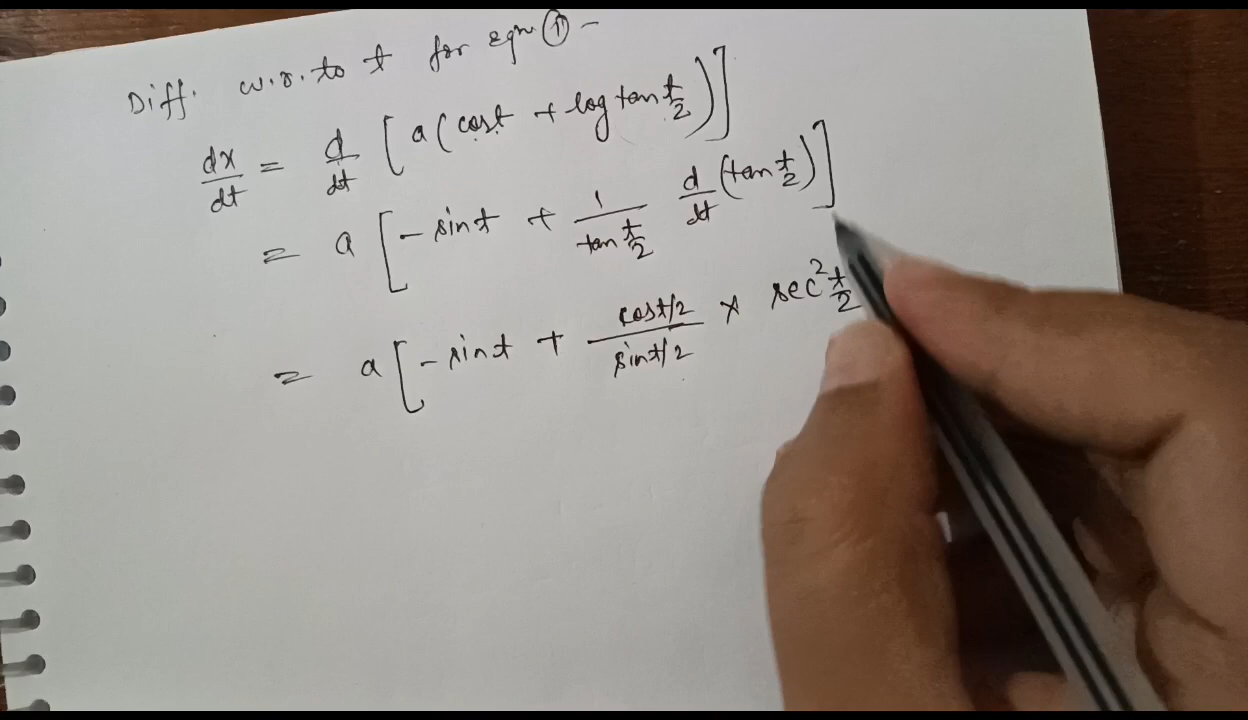 Diff. w.r.to t for eqn ① -
dx/dt = d/dt [a(cost + log tan t/2)]
= a [- sint + 1/(tan t/2) d/dt (tan t/2)]
= a [- sint + (cost/2)/(sint/2) × sec² t/2